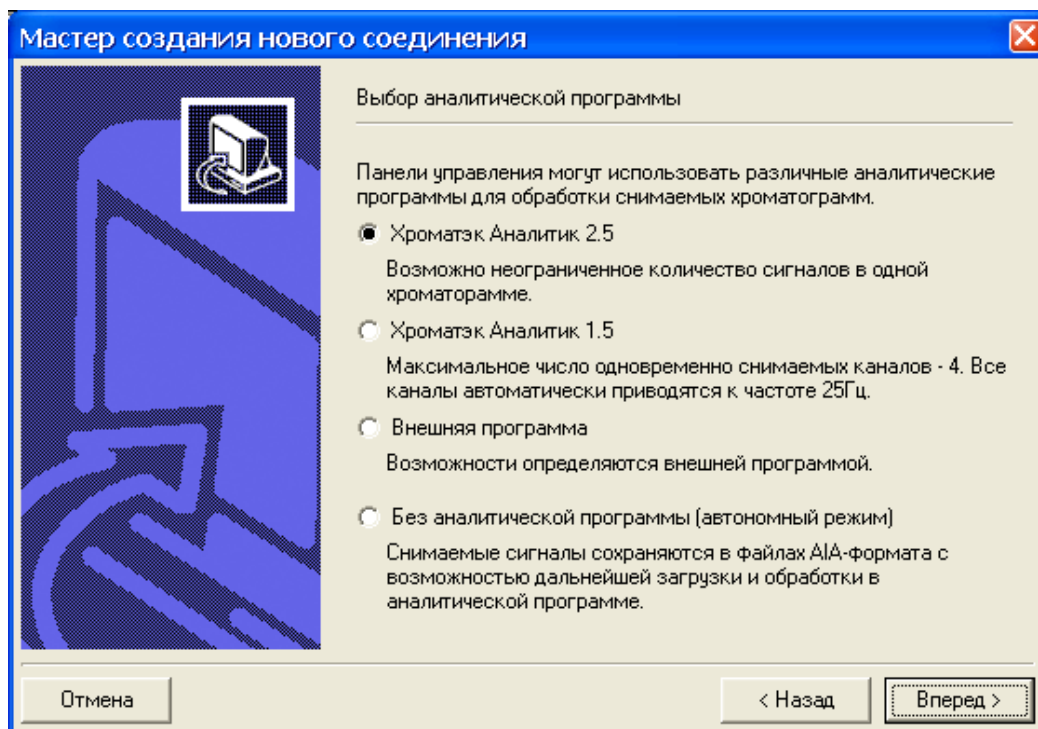 Мастер создания нового соединения
Выбор аналитической программы
Панели управления могут использовать различные аналитические
программы для обработки снимаемых хроматограмм.
Хроматэк Аналитик 2.5
Возможно неограниченное количество сигналов в одной
хроматорамме.
Хроматэк Аналитик 1.5
Максимальное число одновременно снимаемых каналов - 4. Все
каналы автоматически приводятся к частоте 25Гц.
Внешняя программа
Возможности определяются внешней программой.
Без аналитической программы (автономный режим)
Снимаемые сигналы сохраняются в файлах AIA-формата с
возможностью дальнейшей загрузки и обработки в
аналитической программе.
Отмена
< Назад
Вперед >